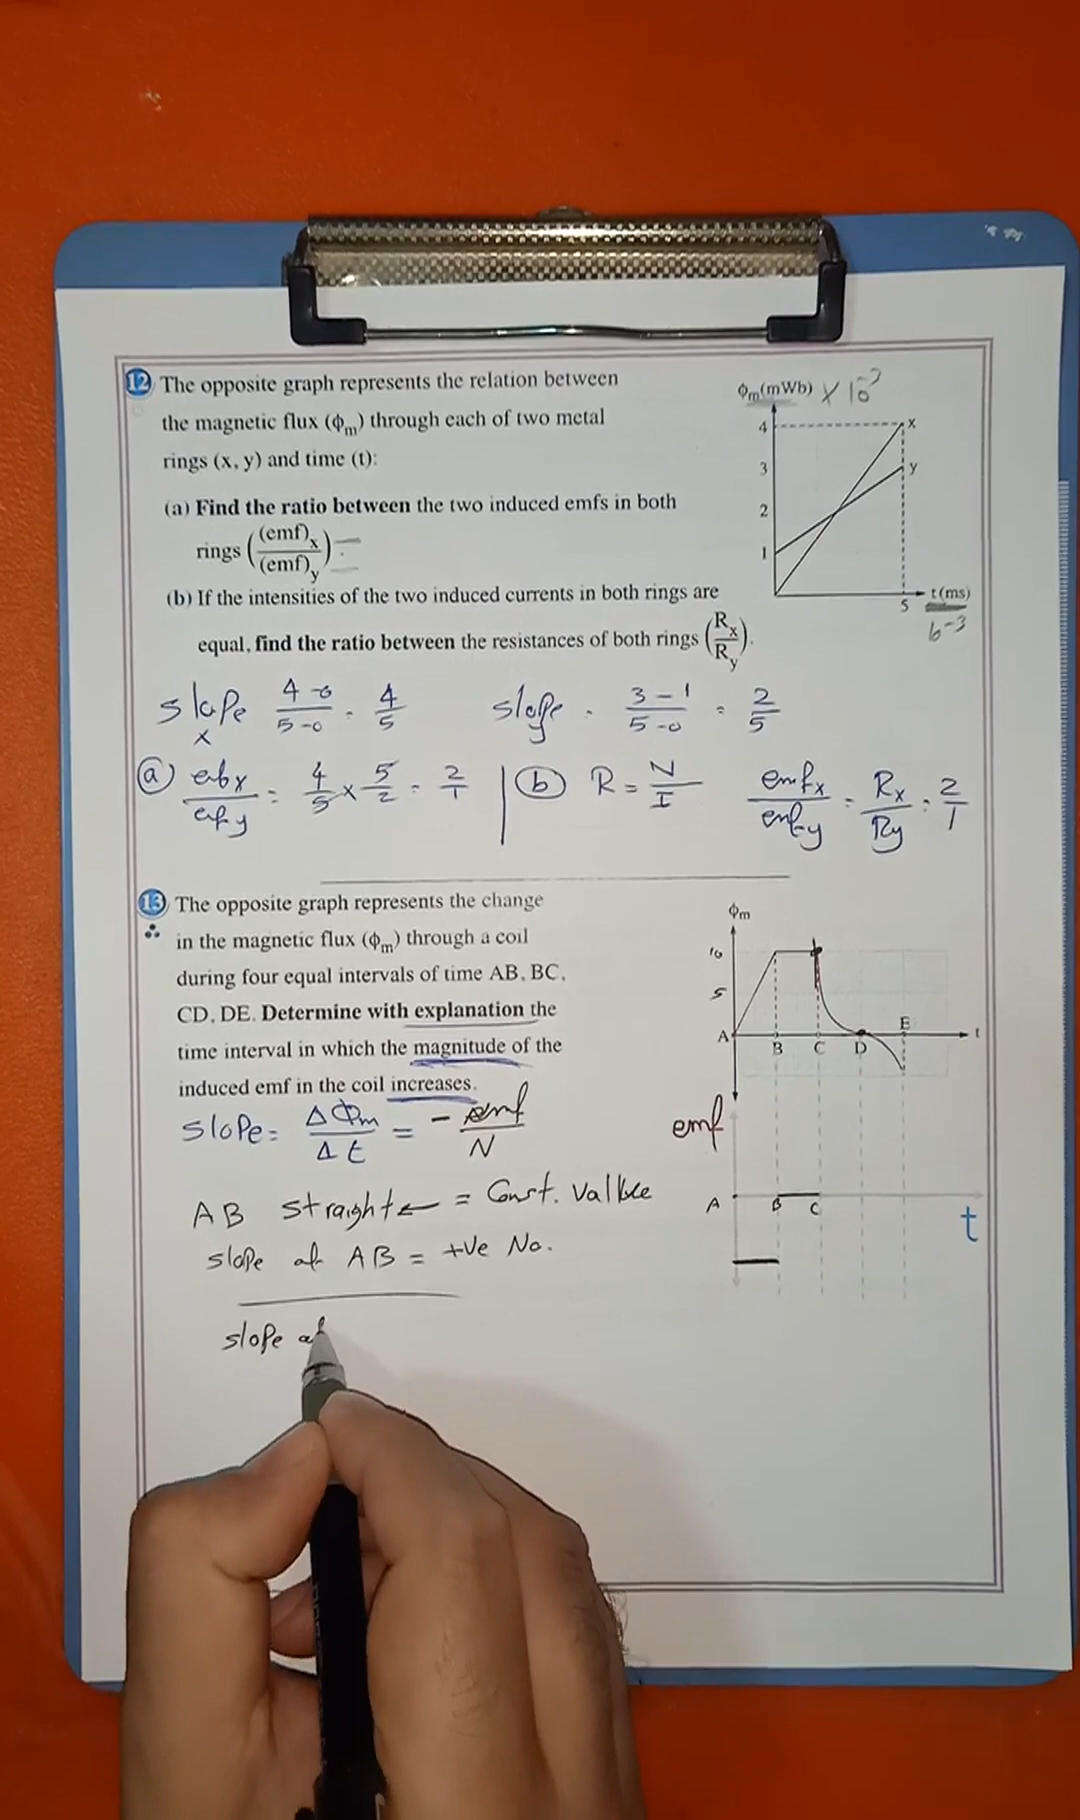 12 The opposite graph represents the relation between
the magnetic flux (ϕm) through each of two metal
rings (x, y) and time (t):
(a) Find the ratio between the two induced emfs in both
rings ((emf)x / (emf)y) =
(b) If the intensities of the two induced currents in both rings are
equal, find the ratio between the resistances of both rings (Rx / Ry).
ϕm(mWb) × 10⁻³
4
x
3
y
2
1
5
t(ms)
10⁻³
slope x 4-0 / 5-0 = 4/5
slope y = 3-1 / 5-0 = 2/5
(a) emfx / emfy = 4/5 × 5/2 = 2/1
(b) R = V / I
emfx / emfy = Rx / Ry = 2/1
13 The opposite graph represents the change
in the magnetic flux (ϕm) through a coil
during four equal intervals of time AB, BC,
CD, DE. Determine with explanation the
time interval in which the magnitude of the
induced emf in the coil increases.
ϕm
10
5
A
B
C
D
E
t
slope = Δϕm / Δt = - emf / N
AB straight ← = Const. value
slope at AB = +ve No.
slope at
emf
A
B
C
t